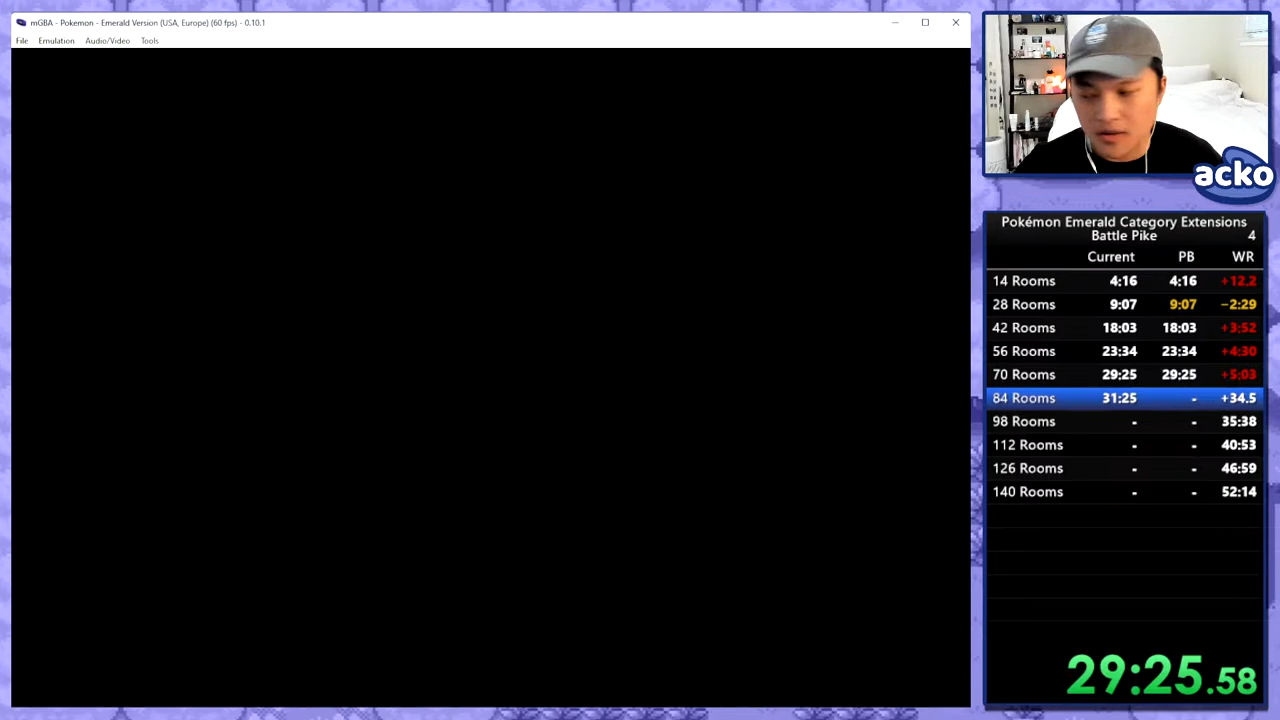 mGBA - Pokemon - Emerald Version (USA, Europe) (60 fps) - 0.10.1
File Emulation Audio/Video Tools
acko
Pokémon Emerald Category Extensions
Battle Pike 4
Current PB WR
14 Rooms 4:16 4:16 +12.2
28 Rooms 9:07 9:07 −2:29
42 Rooms 18:03 18:03 +3:52
56 Rooms 23:34 23:34 +4:30
70 Rooms 29:25 29:25 +5:03
84 Rooms 31:25 - +34.5
98 Rooms - - 35:38
112 Rooms - - 40:53
126 Rooms - - 46:59
140 Rooms - - 52:14
29:25.58